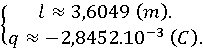 l ≈ 3,6049 (m).
q ≈ −2,8452.10⁻³ (C).